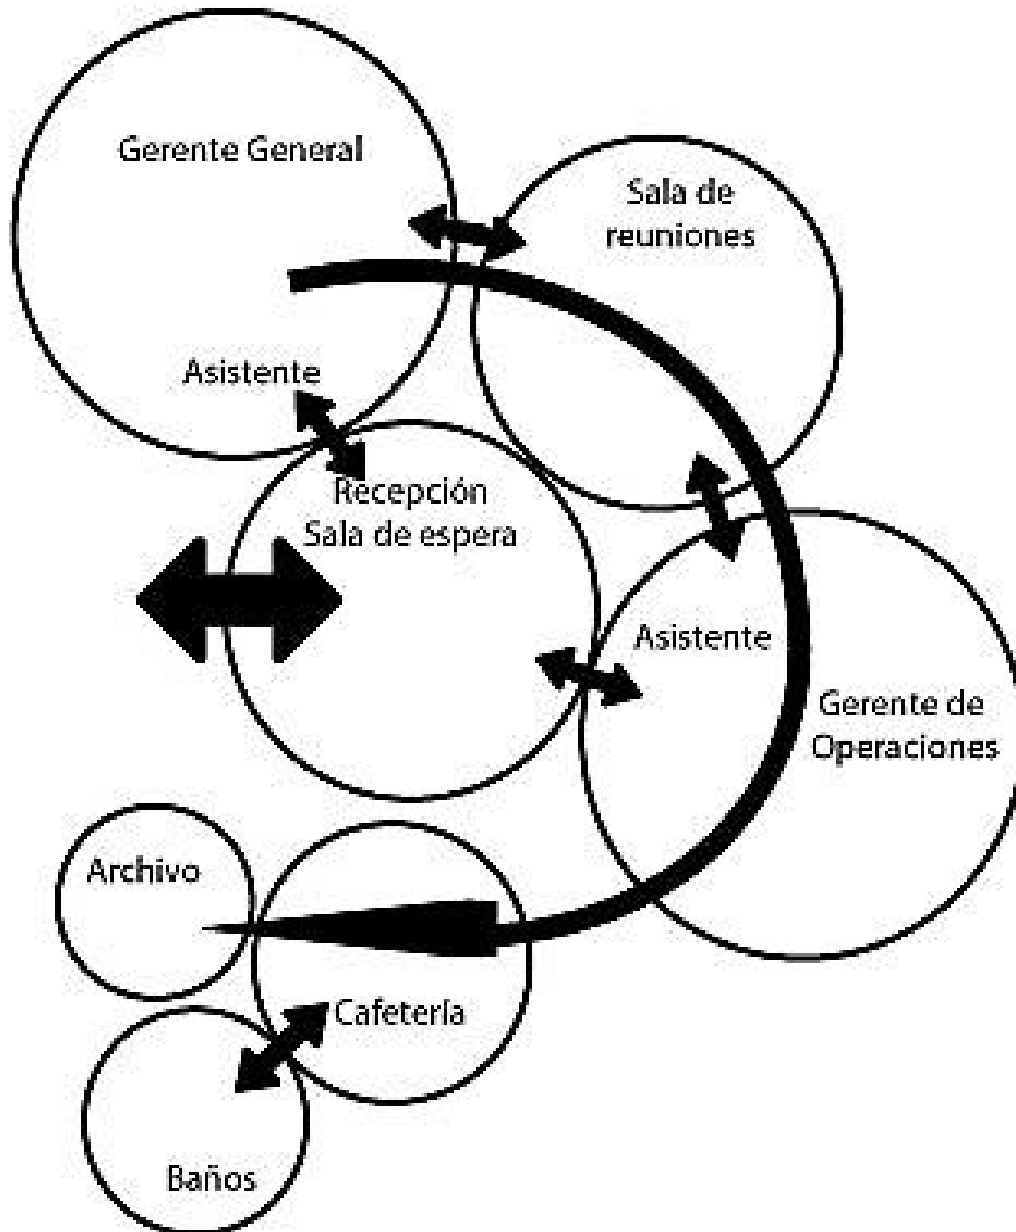 Gerente General
Sala de
reuniones
Asistente
Recepción
Sala de espera
Asistente
Gerente de
Operaciones
Archivo
Cafetería
Baños